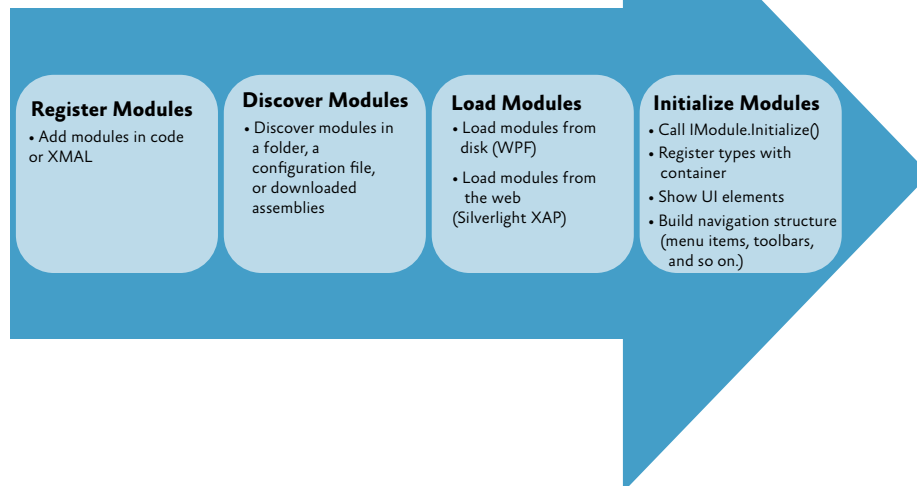 Register Modules
• Add modules in code
or XMAL
Discover Modules
• Discover modules in
a folder, a
configuration file,
or downloaded
assemblies
Load Modules
• Load modules from
disk (WPF)
• Load modules from
the web
(Silverlight XAP)
Initialize Modules
• Call IModule.Initialize()
• Register types with
container
• Show UI elements
• Build navigation structure
(menu items, toolbars,
and so on.)